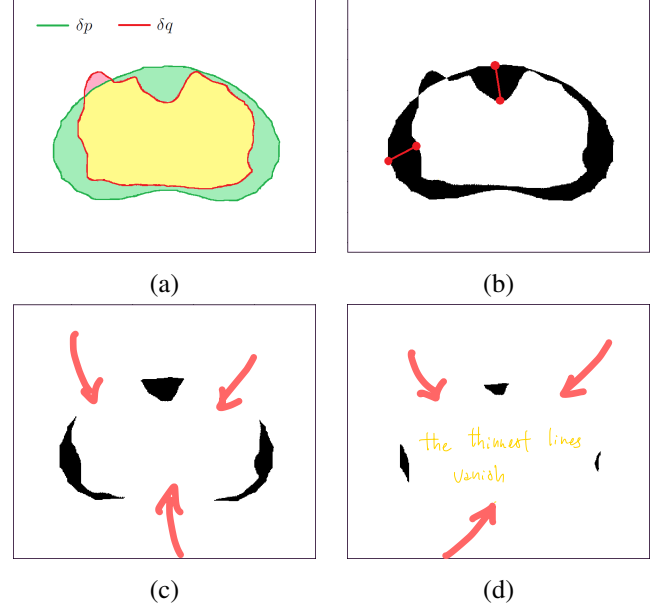 δp δq
(a) (b)
the thinnest lines
vanish
(c) (d)